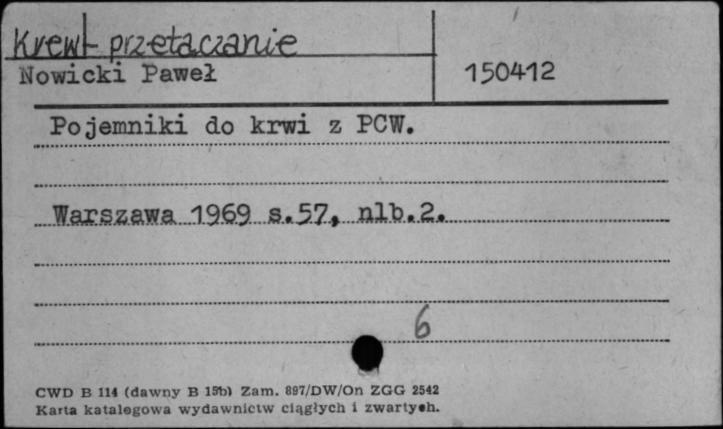 Krew - przetaczanie
Nowicki Paweł 150412
Pojemniki do krwi z PCW.
Warszawa 1969 s.57, nlb.2.
6
CWD B 114 (dawny B 15b) Zam. 897/DW/On ZGG 2542
Karta katalogowa wydawnictw ciągłych i zwartych.